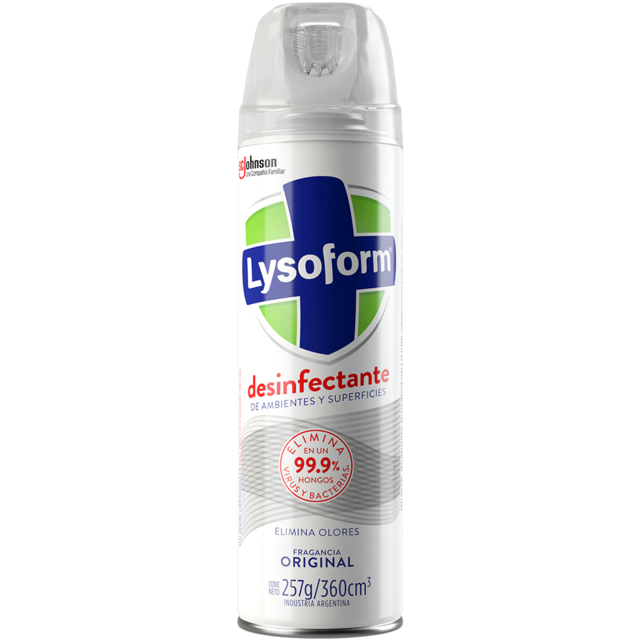 SCJohnson
Una Compañía Familiar
Lysoform
desinfectante
DE AMBIENTES Y SUPERFICIES
ELIMINA
EN UN
99.9%
HONGOS
VIRUS Y BACTERIAS.
ELIMINA OLORES
FRAGANCIA
ORIGINAL
CONT. NETO: 257g/360cm³
INDUSTRIA ARGENTINA